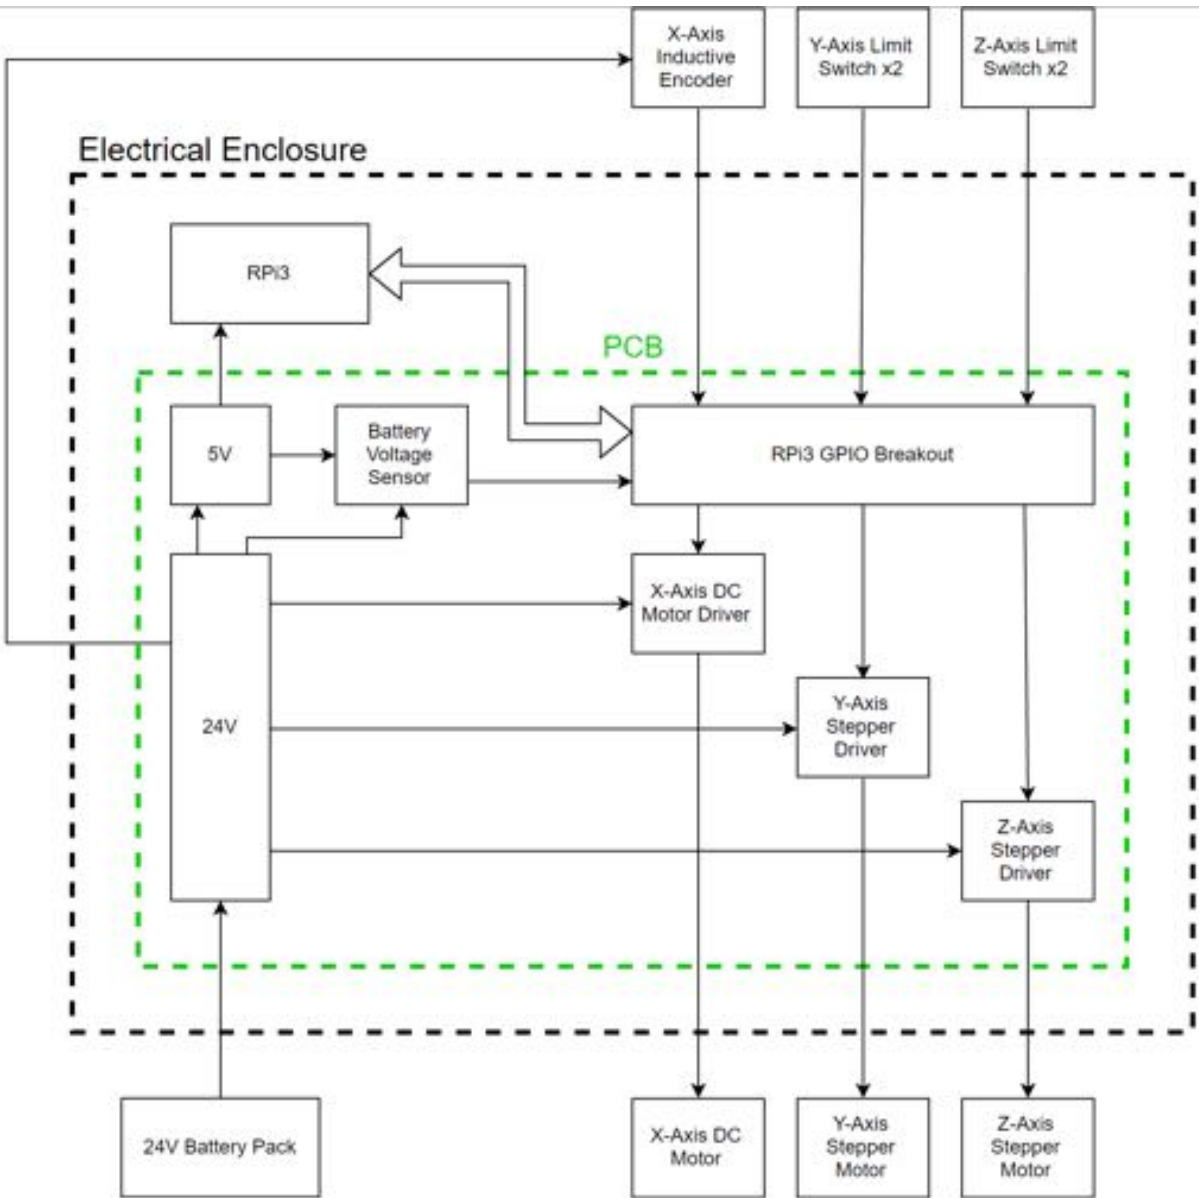 X-Axis
Inductive
Encoder
Y-Axis Limit
Switch x2
Z-Axis Limit
Switch x2
Electrical Enclosure
RPi3
PCB
5V
Battery
Voltage
Sensor
RPi3 GPIO Breakout
X-Axis DC
Motor Driver
24V
Y-Axis
Stepper
Driver
Z-Axis
Stepper
Driver
24V Battery Pack
X-Axis DC
Motor
Y-Axis
Stepper
Motor
Z-Axis
Stepper
Motor